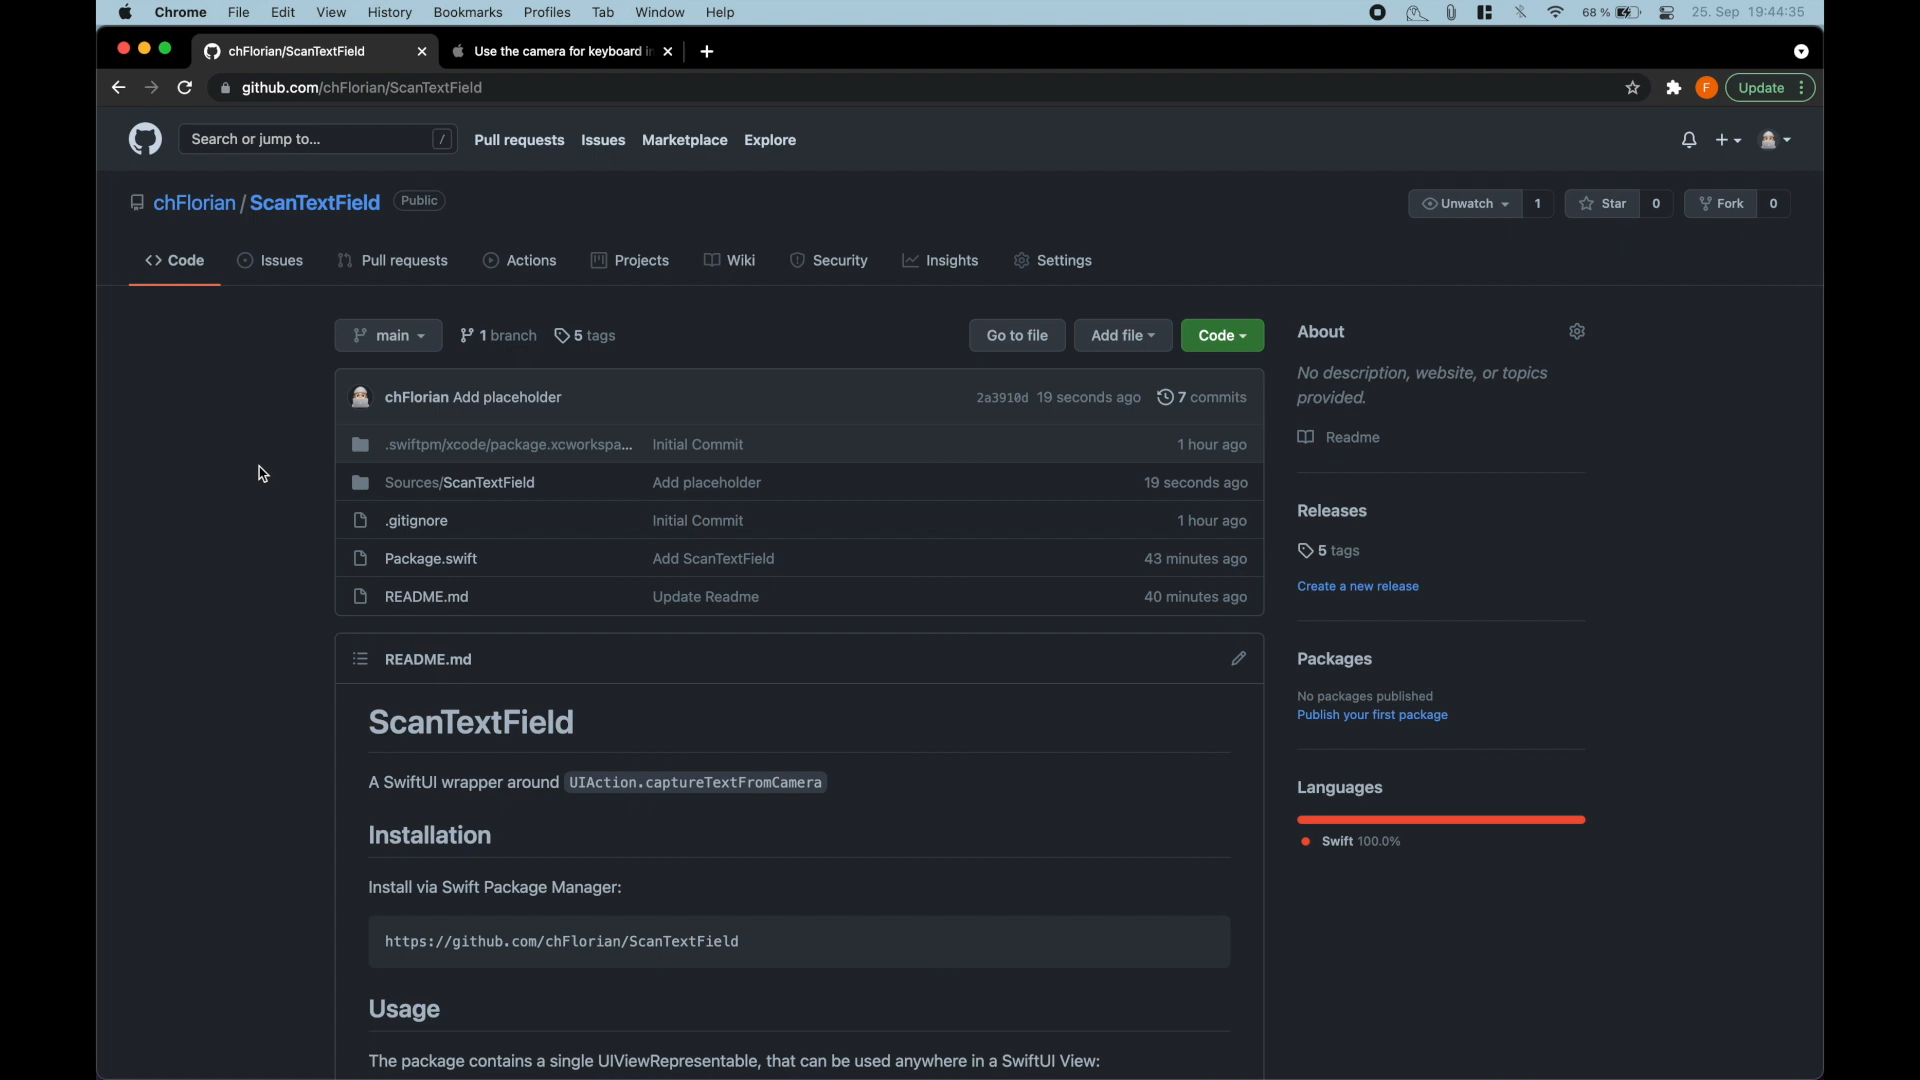 Chrome File Edit View History Bookmarks Profiles Tab Window Help 68 % 25. Sep 19:44:35
chFlorian/ScanTextField Use the camera for keyboard in
github.com/chFlorian/ScanTextField F Update
Search or jump to... / Pull requests Issues Marketplace Explore
chFlorian / ScanTextField Public Unwatch 1 Star 0 Fork 0
Code Issues Pull requests Actions Projects Wiki Security Insights Settings
main 1 branch 5 tags Go to file Add file Code
chFlorian Add placeholder 2a3910d 19 seconds ago 7 commits
.swiftpm/xcode/package.xcworkspa... Initial Commit 1 hour ago
Sources/ScanTextField Add placeholder 19 seconds ago
.gitignore Initial Commit 1 hour ago
Package.swift Add ScanTextField 43 minutes ago
README.md Update Readme 40 minutes ago
README.md
ScanTextField
A SwiftUI wrapper around UIAction.captureTextFromCamera
Installation
Install via Swift Package Manager:
https://github.com/chFlorian/ScanTextField
Usage
The package contains a single UIViewRepresentable, that can be used anywhere in a SwiftUI View:
About
No description, website, or topics
provided.
Readme
Releases
5 tags
Create a new release
Packages
No packages published
Publish your first package
Languages
Swift 100.0%